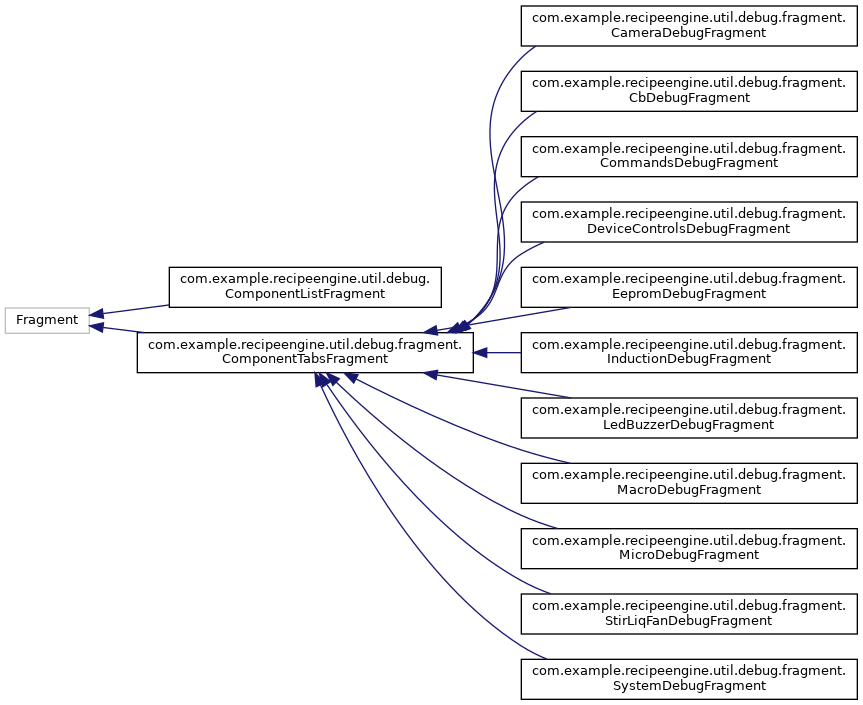 com.example.recipeengine.util.debug.fragment.
CameraDebugFragment
com.example.recipeengine.util.debug.fragment.
CbDebugFragment
com.example.recipeengine.util.debug.fragment.
CommandsDebugFragment
com.example.recipeengine.util.debug.fragment.
DeviceControlsDebugFragment
com.example.recipeengine.util.debug.
ComponentListFragment
com.example.recipeengine.util.debug.fragment.
EepromDebugFragment
Fragment
com.example.recipeengine.util.debug.fragment.
ComponentTabsFragment
com.example.recipeengine.util.debug.fragment.
InductionDebugFragment
com.example.recipeengine.util.debug.fragment.
LedBuzzerDebugFragment
com.example.recipeengine.util.debug.fragment.
MacroDebugFragment
com.example.recipeengine.util.debug.fragment.
MicroDebugFragment
com.example.recipeengine.util.debug.fragment.
StirLiqFanDebugFragment
com.example.recipeengine.util.debug.fragment.
SystemDebugFragment